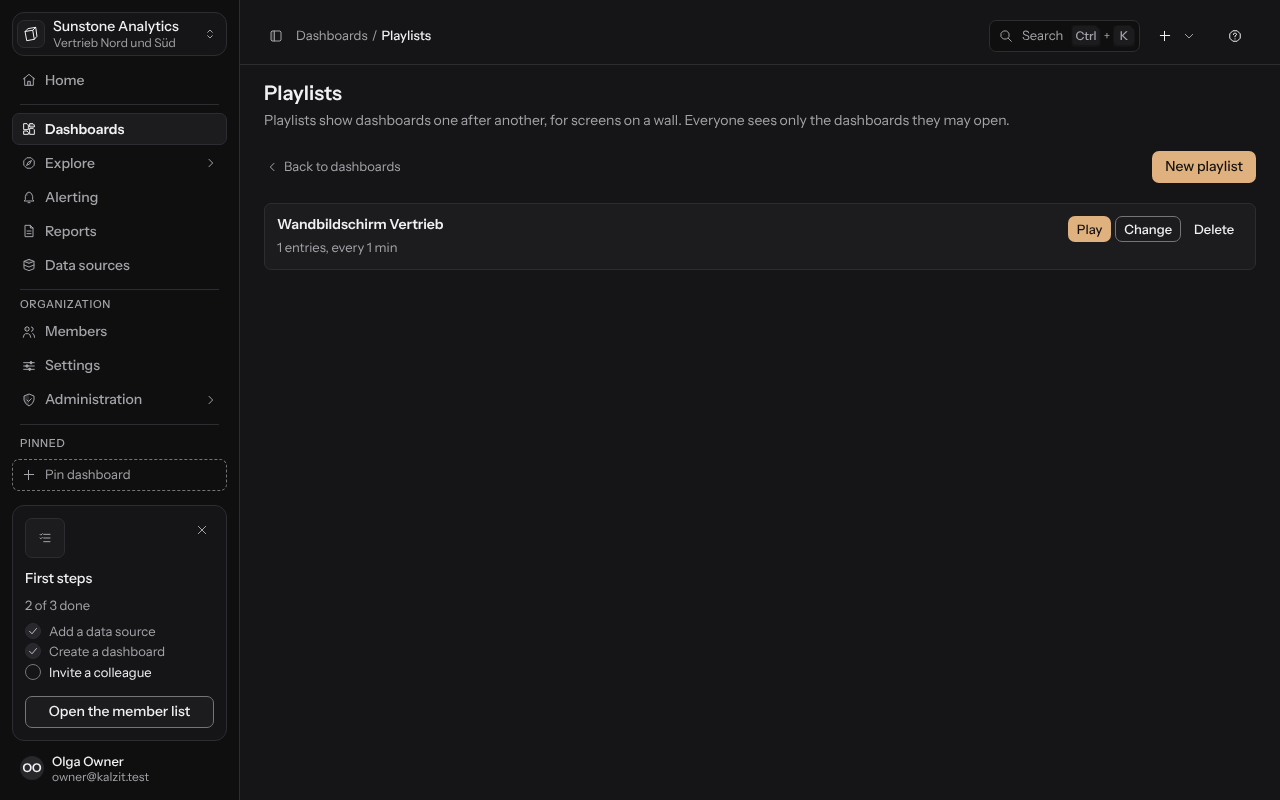 Sunstone Analytics
Vertrieb Nord und Süd
Home
Dashboards
Explore
Alerting
Reports
Data sources
ORGANIZATION
Members
Settings
Administration
PINNED
Pin dashboard
First steps
2 of 3 done
Add a data source
Create a dashboard
Invite a colleague
Open the member list
OO
Olga Owner
owner@kalzit.test
Dashboards / Playlists
Search Ctrl + K
Playlists
Playlists show dashboards one after another, for screens on a wall. Everyone sees only the dashboards they may open.
Back to dashboards
New playlist
Wandbildschirm Vertrieb
1 entries, every 1 min
Play
Change
Delete